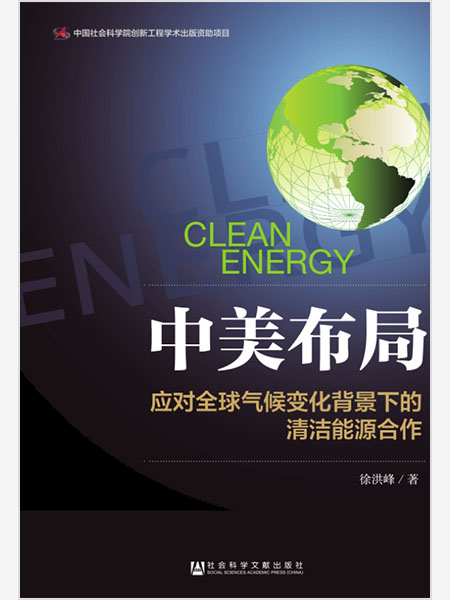 中国社会科学院创新工程学术出版资助项目
CLEAN
ENERGY
CLEAN
ENERGY
中美布局
应对全球气候变化背景下的
清洁能源合作
徐洪峰/著
社会科学文献出版社
SOCIAL SCIENCES ACADEMIC PRESS (CHINA)